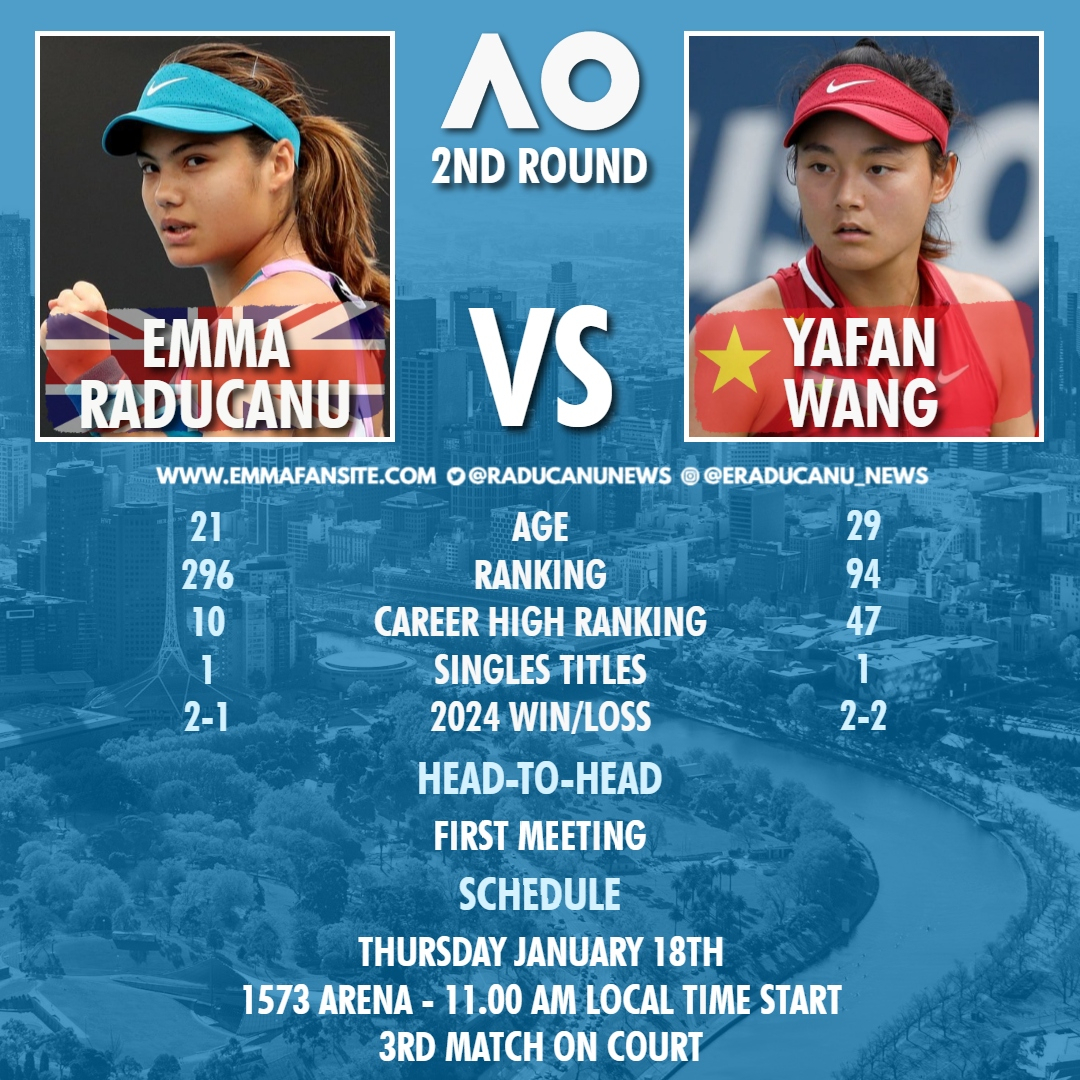 AO
2ND ROUND
EMMA
RADUCANU
VS
YAFAN
WANG
WWW.EMMAFANSITE.COM @RADUCANUNEWS @ERADUCANU_NEWS
21 AGE 29
296 RANKING 94
10 CAREER HIGH RANKING 47
1 SINGLES TITLES 1
2-1 2024 WIN/LOSS 2-2
HEAD-TO-HEAD
FIRST MEETING
SCHEDULE
THURSDAY JANUARY 18TH
1573 ARENA - 11.00 AM LOCAL TIME START
3RD MATCH ON COURT